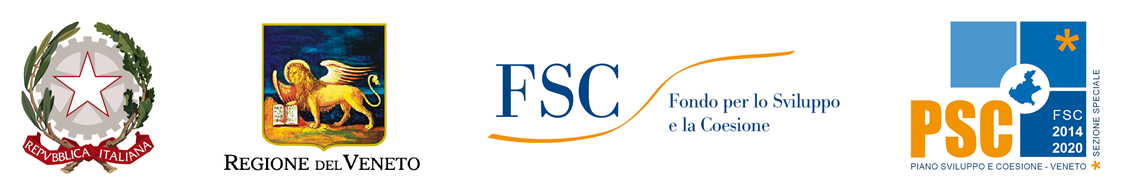 REPVBBLICA ITALIANA
REGIONE DEL VENETO
FSC
Fondo per lo Sviluppo
e la Coesione
PSC
FSC
2014
2020
PIANO SVILUPPO E COESIONE - VENETO
* SEZIONE SPECIALE